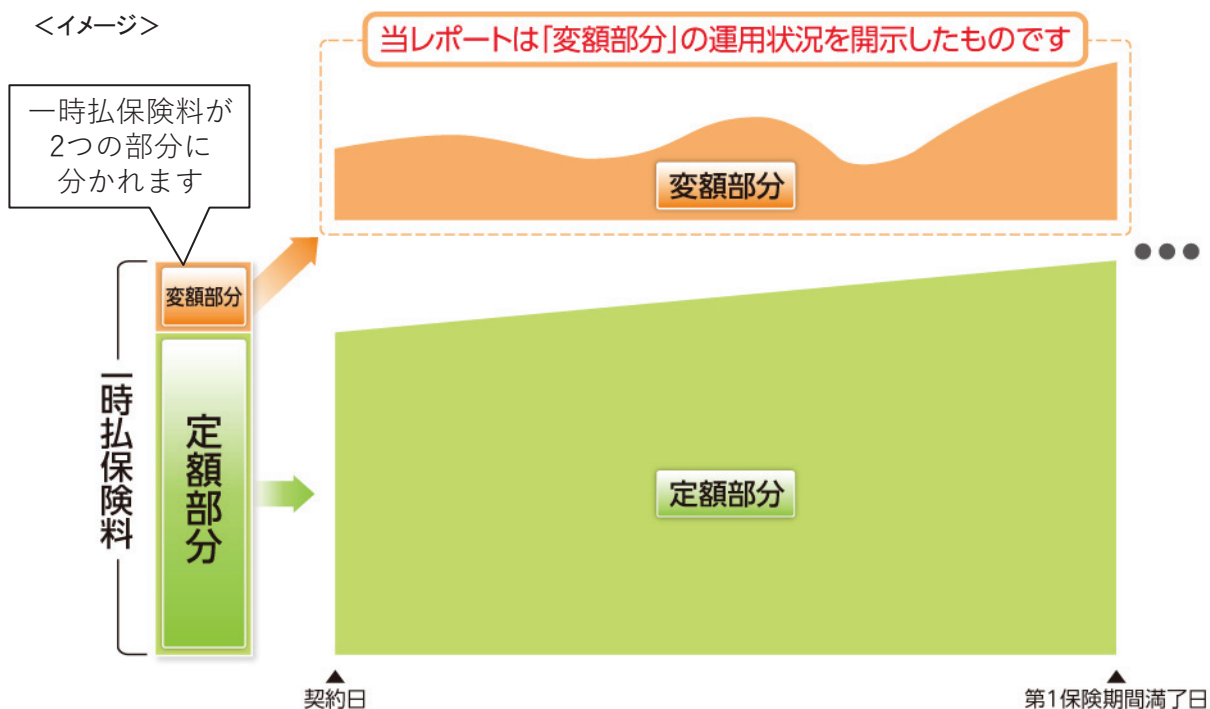 ＜イメージ＞
当レポートは「変額部分」の運用状況を開示したものです
一時払保険料が
2つの部分に
分かれます
変額部分
変額部分
●●●
一時払保険料
定額部分
定額部分
▲
契約日
▲
第1保険期間満了日